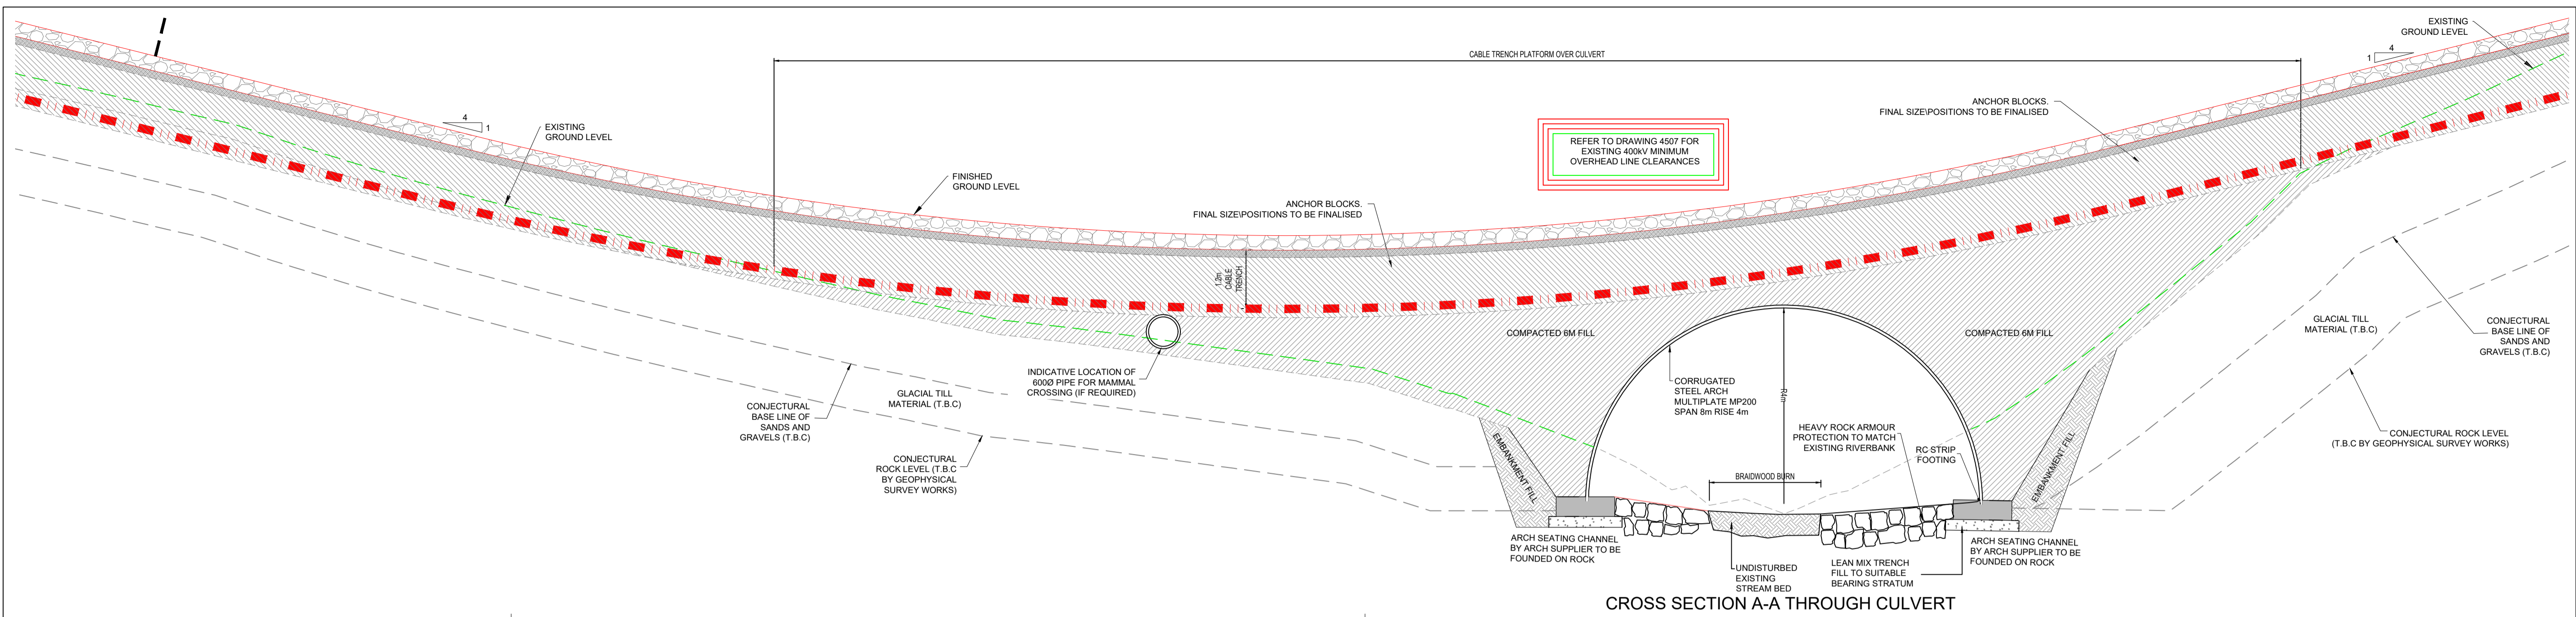 EXISTING
GROUND LEVEL
4
1
CABLE TRENCH PLATFORM OVER CULVERT
ANCHOR BLOCKS.
FINAL SIZE\POSITIONS TO BE FINALISED
4
1
EXISTING
GROUND LEVEL
REFER TO DRAWING 4507 FOR
EXISTING 400kV MINIMUM
OVERHEAD LINE CLEARANCES
FINISHED
GROUND LEVEL
ANCHOR BLOCKS.
FINAL SIZE\POSITIONS TO BE FINALISED
1.2m
CABLE
TRENCH
COMPACTED 6M FILL
COMPACTED 6M FILL
GLACIAL TILL
MATERIAL (T.B.C)
CONJECTURAL
BASE LINE OF
SANDS AND
GRAVELS (T.B.C)
INDICATIVE LOCATION OF
600Ø PIPE FOR MAMMAL
CROSSING (IF REQUIRED)
CORRUGATED
STEEL ARCH
MULTIPLATE MP200
SPAN 8m RISE 4m
R4m
GLACIAL TILL
MATERIAL (T.B.C)
CONJECTURAL
BASE LINE OF
SANDS AND
GRAVELS (T.B.C)
HEAVY ROCK ARMOUR
PROTECTION TO MATCH
EXISTING RIVERBANK
RC STRIP
FOOTING
CONJECTURAL ROCK LEVEL
(T.B.C BY GEOPHYSICAL SURVEY WORKS)
CONJECTURAL
ROCK LEVEL (T.B.C
BY GEOPHYSICAL
SURVEY WORKS)
EMBANKMENT FILL
BRAIDWOOD BURN
EMBANKMENT FILL
ARCH SEATING CHANNEL
BY ARCH SUPPLIER TO BE
FOUNDED ON ROCK
UNDISTURBED
EXISTING
STREAM BED
LEAN MIX TRENCH
FILL TO SUITABLE
BEARING STRATUM
ARCH SEATING CHANNEL
BY ARCH SUPPLIER TO BE
FOUNDED ON ROCK
CROSS SECTION A-A THROUGH CULVERT